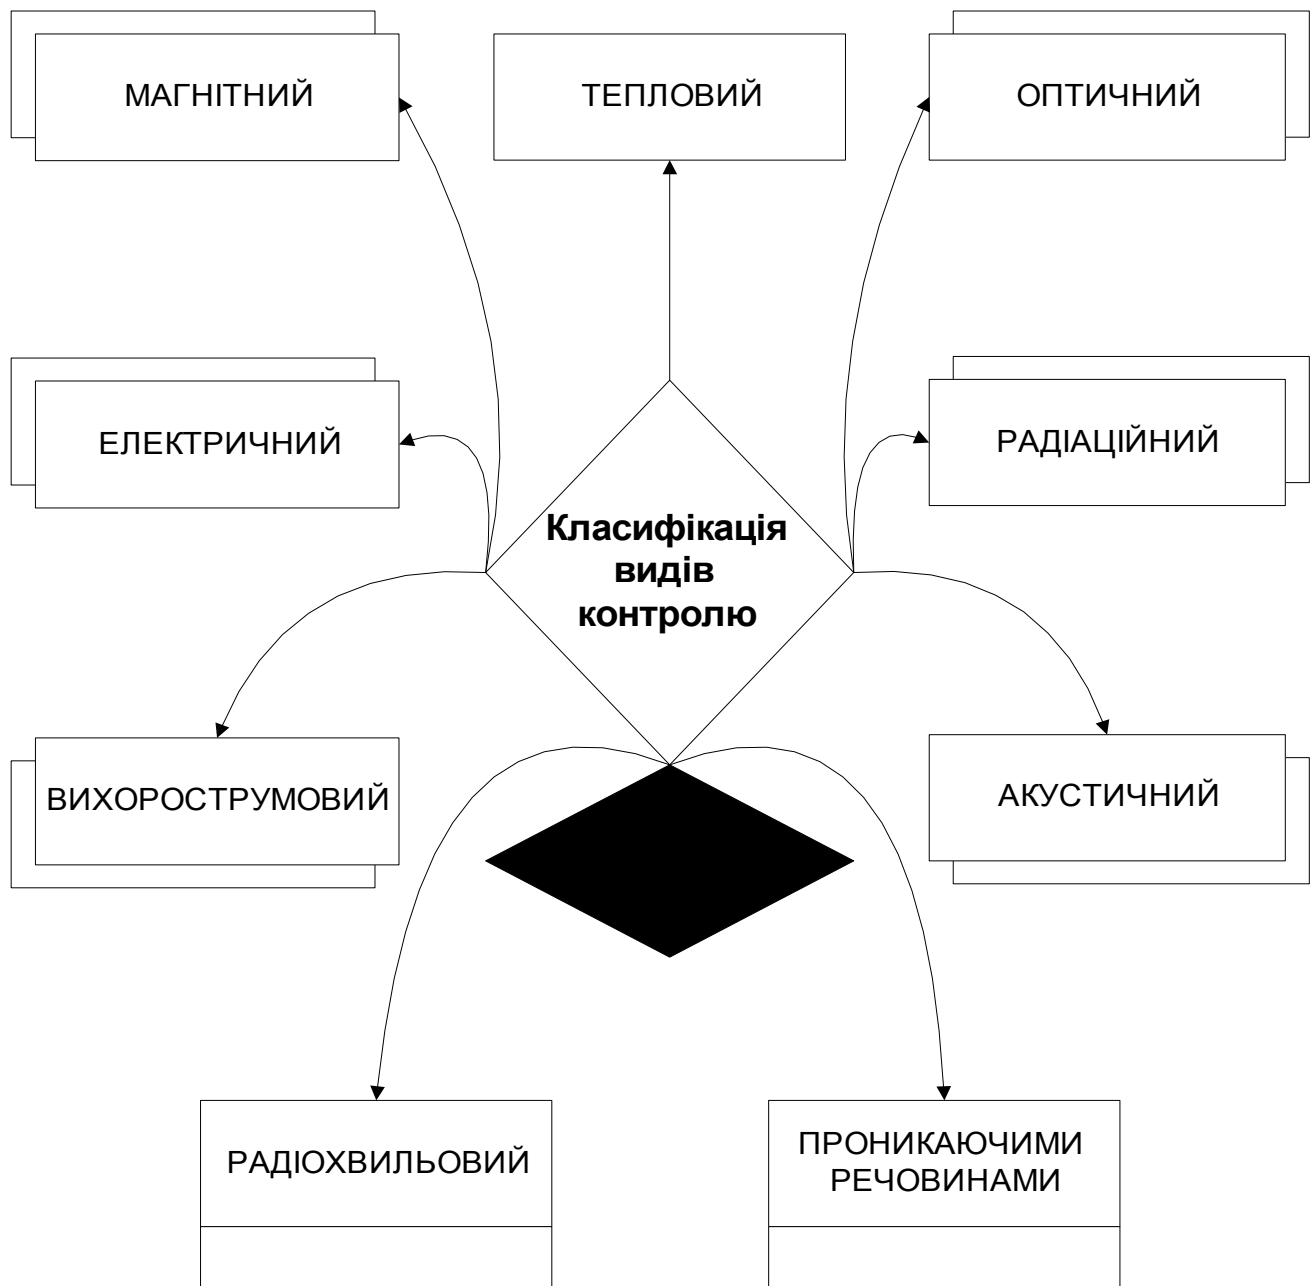 МАГНІТНИЙ
ТЕПЛОВИЙ
ОПТИЧНИЙ
ЕЛЕКТРИЧНИЙ
РАДІАЦІЙНИЙ
Класифікація
видів
контролю
ВИХОРОСТРУМОВИЙ
АКУСТИЧНИЙ
РАДІОХВИЛЬОВИЙ
ПРОНИКАЮЧИМИ
РЕЧОВИНАМИ